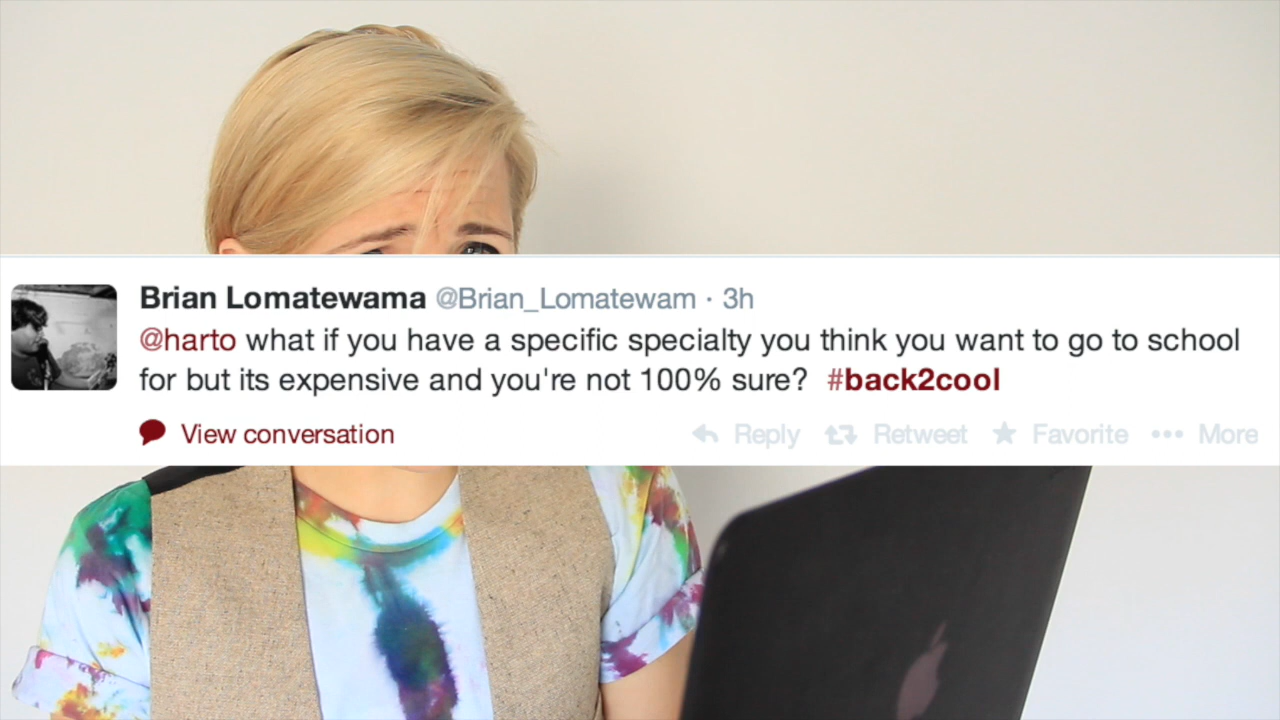 Brian Lomatewama @Brian_Lomatewam · 3h
@harto what if you have a specific specialty you think you want to go to school
for but its expensive and you're not 100% sure? #back2cool
View conversation Reply Retweet Favorite More